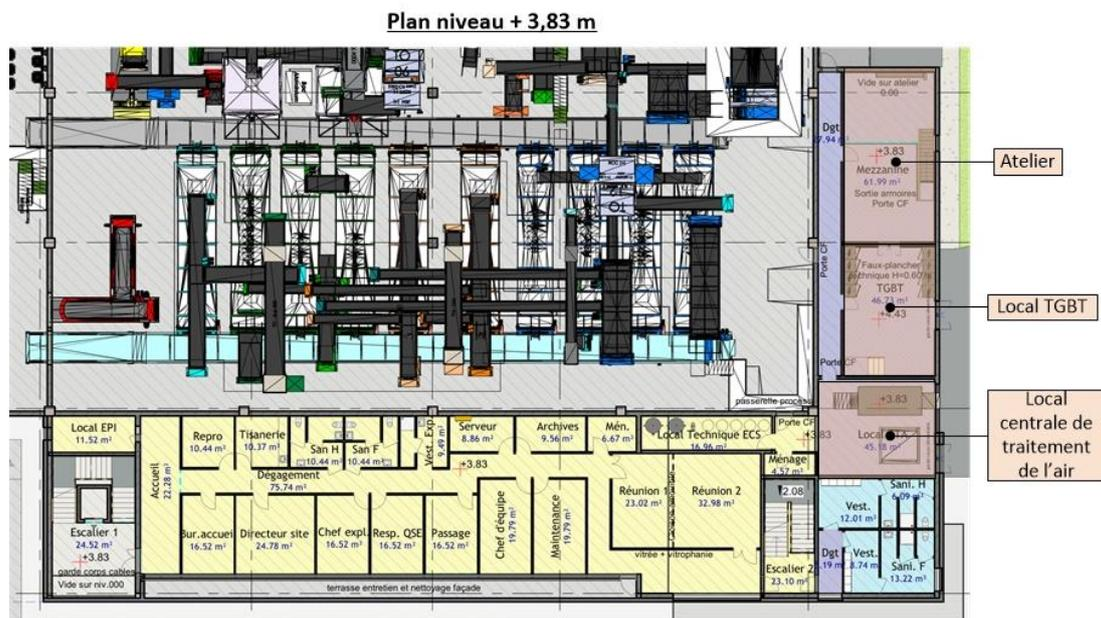 Plan niveau + 3,83 m
Vide sur atelier
0.00
Dgt
+3.83
Mezzanine
61.99 m²
Sortie armoires
Porte CF
Atelier
Porte CF
Faux-plancher
technique H=0.60
TGBT
46.73 m²
+4.43
Local TGBT
Porte CF
passerelle process
+3.83
45.18 m²
Local
centrale de
traitement
de l'air
Local EPI
11.52 m²
Accueil
22.28 m²
Repro
10.44 m²
Tisanerie
10.37 m²
San H
10.44 m²
San F
10.44 m²
Vest. Exp.
9.49 m²
Serveur
8.86 m²
Archives
9.56 m²
Mén.
6.67 m²
Local Technique ECS
16.96 m²
Porte CF
+3.83
Ménage
4.57 m²
Dégagement
75.74 m²
+3.83
Escalier 1
24.52 m²
+3.83
garde corps cables
Vide sur niv.000
Bur.accueil
16.52 m²
Directeur site
24.78 m²
Chef expl.
16.52 m²
Resp. QSE
16.52 m²
Passage
16.52 m²
Chef d'équipe
19.79 m²
Maintenance
19.79 m²
Réunion 1
23.02 m²
Réunion 2
32.98 m²
vitrée + vitrophanie
2.08
Escalier 2
23.10 m²
Vest.
12.01 m²
Sani. H
6.09 m²
Dgt
Vest.
8.74 m
Sani. F
13.22 m²
terrasse entretien et nettoyage façade